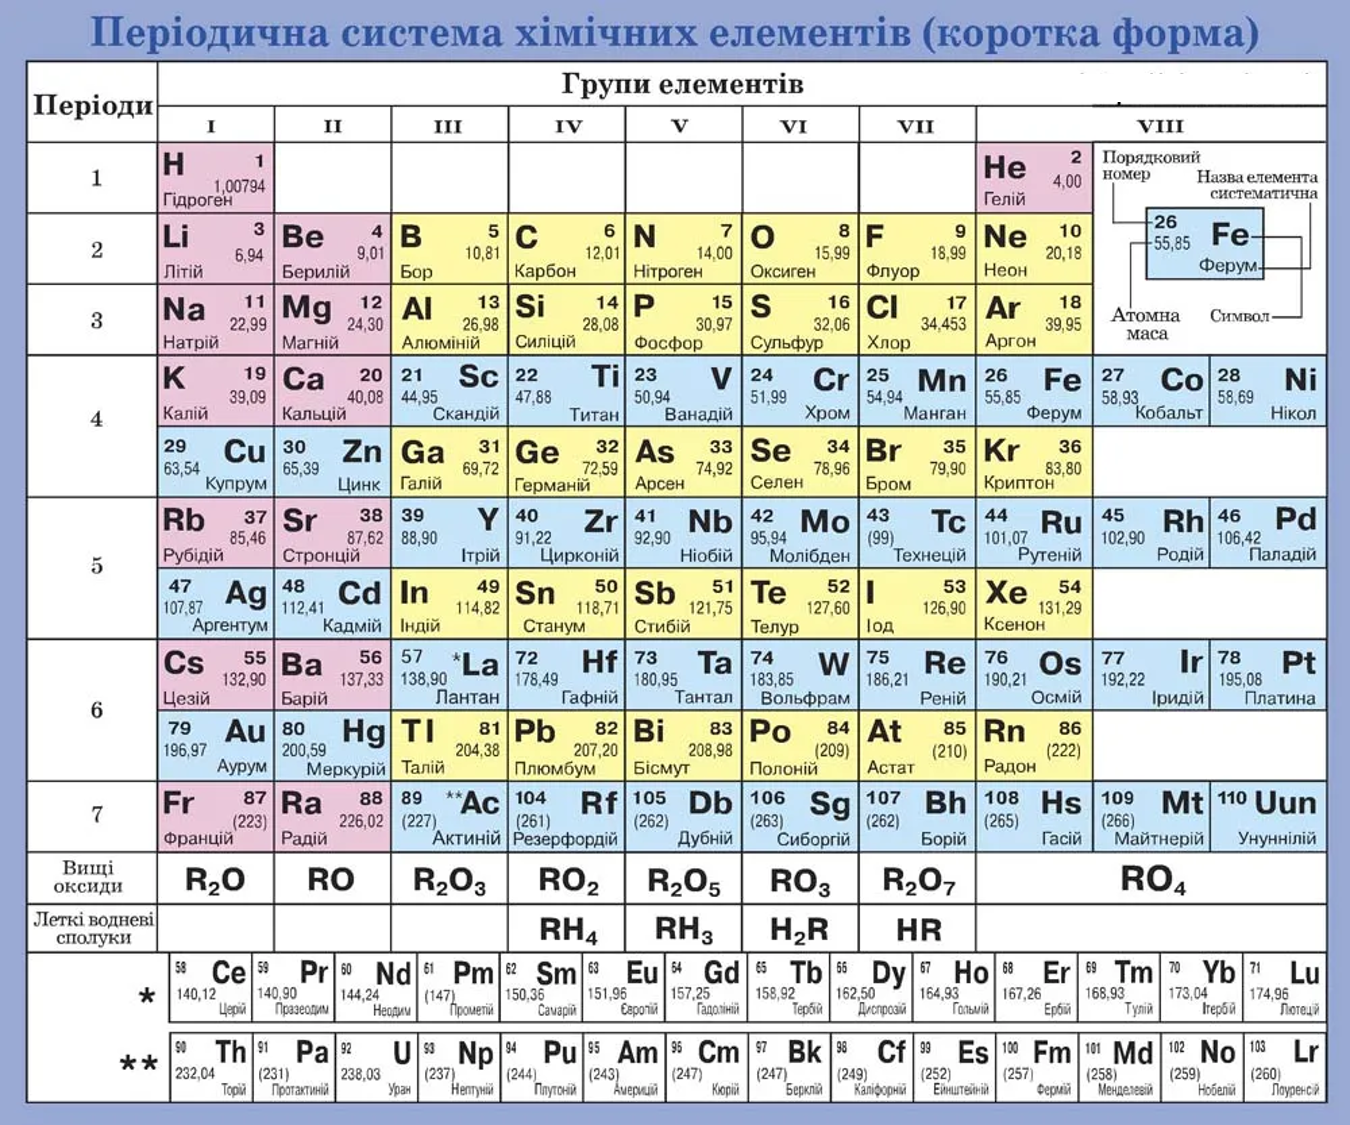 Періодична система хімічних елементів (коротка форма)
Періоди
Групи елементів
I II III IV V VI VII VIII
1
H 1 1,00794 Гідроген
He 2 4,00 Гелій
Порядковий номер
Назва елемента систематична
26 Fe 55,85 Ферум
Атомна маса
Символ
2
Li 3 6,94 Літій
Be 4 9,01 Берилій
B 5 10,81 Бор
C 6 12,01 Карбон
N 7 14,00 Нітроген
O 8 15,99 Оксиген
F 9 18,99 Флуор
Ne 10 20,18 Неон
3
Na 11 22,99 Натрій
Mg 12 24,30 Магній
Al 13 26,98 Алюміній
Si 14 28,08 Силіцій
P 15 30,97 Фосфор
S 16 32,06 Сульфур
Cl 17 34,453 Хлор
Ar 18 39,95 Аргон
4
K 19 39,09 Калій
Ca 20 40,08 Кальцій
21 Sc 44,95 Скандій
22 Ti 47,88 Титан
23 V 50,94 Ванадій
24 Cr 51,99 Хром
25 Mn 54,94 Манган
26 Fe 55,85 Ферум
27 Co 58,93 Кобальт
28 Ni 58,69 Нікол
29 Cu 63,54 Купрум
30 Zn 65,39 Цинк
Ga 31 69,72 Галій
Ge 32 72,59 Германій
As 33 74,92 Арсен
Se 34 78,96 Селен
Br 35 79,90 Бром
Kr 36 83,80 Криптон
5
Rb 37 85,46 Рубідій
Sr 38 87,62 Стронцій
39 Y 88,90 Ітрій
40 Zr 91,22 Цирконій
41 Nb 92,90 Ніобій
42 Mo 95,94 Молібден
43 Tc (99) Технецій
44 Ru 101,07 Рутеній
45 Rh 102,90 Родій
46 Pd 106,42 Паладій
47 Ag 107,87 Аргентум
48 Cd 112,41 Кадмій
In 49 114,82 Індій
Sn 50 118,71 Станум
Sb 51 121,75 Стибій
Te 52 127,60 Телур
I 53 126,90 Іод
Xe 54 131,29 Ксенон
6
Cs 55 132,90 Цезій
Ba 56 137,33 Барій
57 *La 138,90 Лантан
72 Hf 178,49 Гафній
73 Ta 180,95 Тантал
74 W 183,85 Вольфрам
75 Re 186,21 Реній
76 Os 190,21 Осмій
77 Ir 192,22 Іридій
78 Pt 195,08 Платина
79 Au 196,97 Аурум
80 Hg 200,59 Меркурій
Tl 81 204,38 Талій
Pb 82 207,20 Плюмбум
Bi 83 208,98 Бісмут
Po 84 (209) Полоній
At 85 (210) Астат
Rn 86 (222) Радон
7
Fr 87 (223) Францій
Ra 88 226,02 Радій
89 **Ac (227) Актиній
104 Rf (261) Резерфордій
105 Db (262) Дубній
106 Sg (263) Сиборгій
107 Bh (262) Борій
108 Hs (265) Гасій
109 Mt (266) Майтнерій
110 Uun Унуннілій
Вищі оксиди
R₂O RO R₂O₃ RO₂ R₂O₅ RO₃ R₂O₇ RO₄
Леткі водневі сполуки
RH₄ RH₃ H₂R HR
*
58 Ce 140,12 Церій
59 Pr 140,90 Празеодим
60 Nd 144,24 Неодим
61 Pm (147) Прометій
62 Sm 150,36 Самарій
63 Eu 151,96 Європій
64 Gd 157,25 Гадоліній
65 Tb 158,92 Тербій
66 Dy 162,50 Диспрозій
67 Ho 164,93 Гольмій
68 Er 167,26 Ербій
69 Tm 168,93 Тулій
70 Yb 173,04 Ітербій
71 Lu 174,96 Лютецій
**
90 Th 232,04 Торій
91 Pa (231) Протактиній
92 U 238,03 Уран
93 Np (237) Нептуній
94 Pu (244) Плутоній
95 Am (243) Америцій
96 Cm (247) Кюрій
97 Bk (247) Берклій
98 Cf (249) Каліфорній
99 Es (252) Ейнштейній
100 Fm (257) Фермій
101 Md (258) Менделевій
102 No (259) Нобелій
103 Lr (260) Лоуренсій